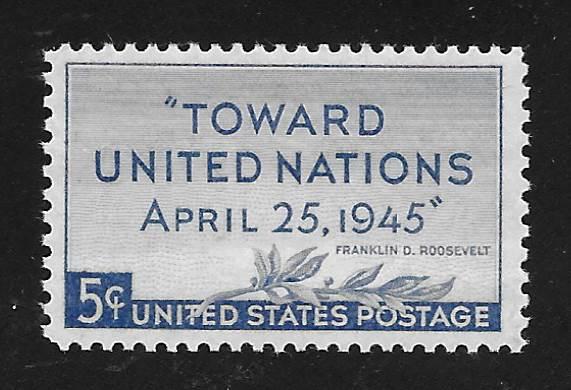 "TOWARD
UNITED NATIONS
APRIL 25, 1945"
FRANKLIN D. ROOSEVELT
5¢
UNITED STATES POSTAGE